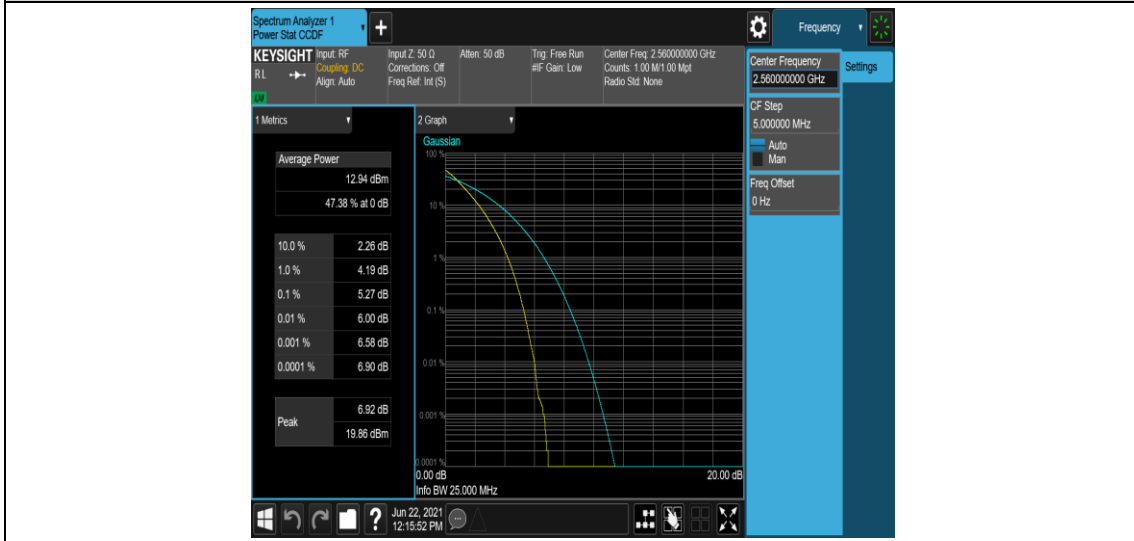 Spectrum Analyzer 1
Power Stat CCDF
Frequency
KEYSIGHT
RL
Input: RF
Coupling: DC
Align: Auto
Input Z: 50 Ω
Corrections: Off
Freq Ref: Int (S)
Atten: 50 dB
Trig: Free Run
#IF Gain: Low
Center Freq: 2.560000000 GHz
Counts: 1.00 M/1.00 Mpt
Radio Std: None
Center Frequency
2.560000000 GHz
Settings
CF Step
5.000000 MHz
Auto
Man
Freq Offset
0 Hz
1 Metrics
2 Graph
Average Power
12.94 dBm
47.38 % at 0 dB
10.0 % 2.26 dB
1.0 % 4.19 dB
0.1 % 5.27 dB
0.01 % 6.00 dB
0.001 % 6.58 dB
0.0001 % 6.90 dB
Peak
6.92 dB
19.86 dBm
Gaussian
100 %
10 %
1 %
0.1 %
0.01 %
0.001 %
0.0001 %
0.00 dB 20.00 dB
Info BW 25.000 MHz
?
Jun 22, 2021
12:15:52 PM